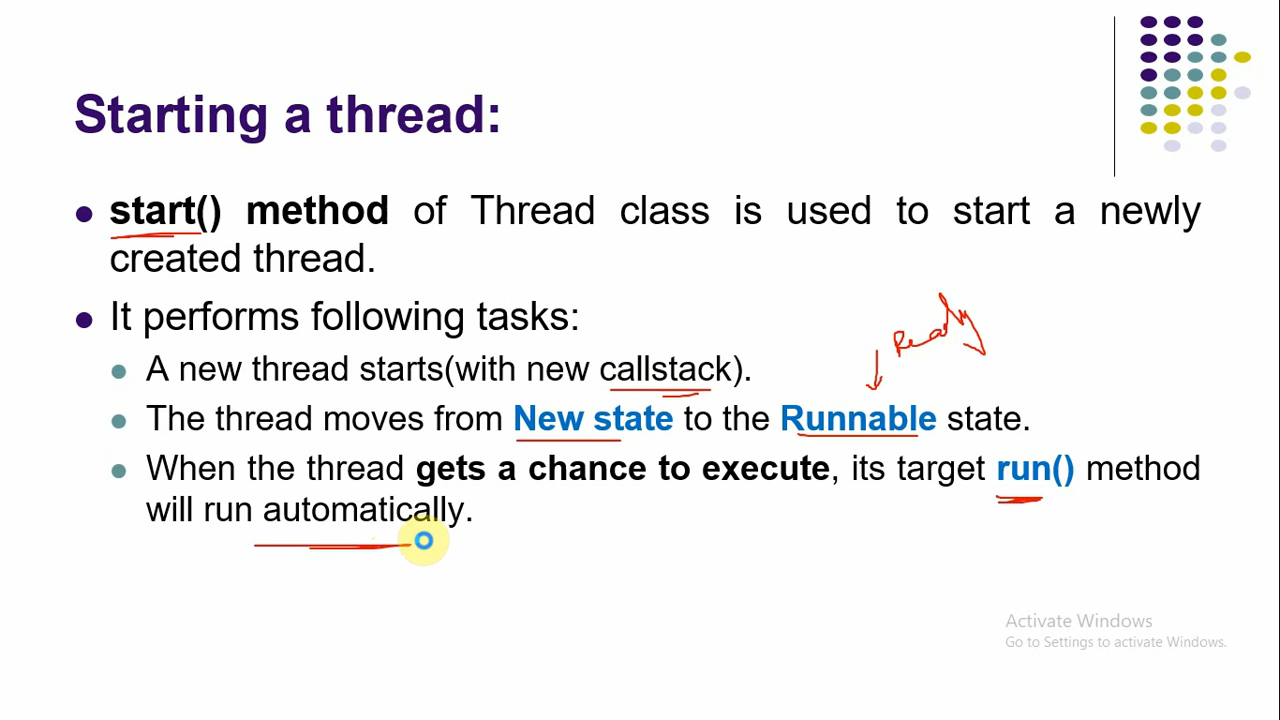 Starting a thread:
start() method of Thread class is used to start a newly
created thread.
It performs following tasks:
Ready
A new thread starts(with new callstack).
The thread moves from New state to the Runnable state.
When the thread gets a chance to execute, its target run() method
will run automatically.
Activate Windows
Go to Settings to activate Windows.